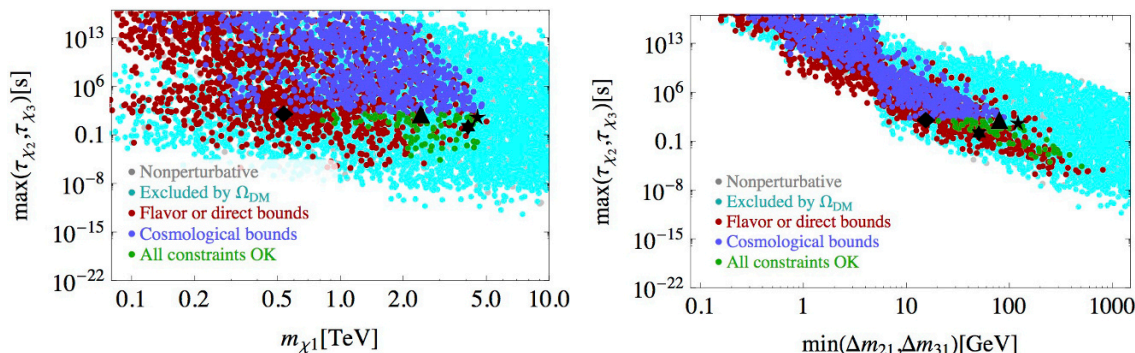 max(τχ2,τχ3)[s]
10^13
10^6
0.1
10^-8
10^-15
10^-22
Nonperturbative
Excluded by ΩDM
Flavor or direct bounds
Cosmological bounds
All constraints OK
0.1 0.2 0.5 1.0 2.0 5.0 10.0
mχ1[TeV]
max(τχ2,τχ3)[s]
10^13
10^6
0.1
10^-8
10^-15
10^-22
Nonperturbative
Excluded by ΩDM
Flavor or direct bounds
Cosmological bounds
All constraints OK
0.1 1 10 100 1000
min(Δm21,Δm31)[GeV]